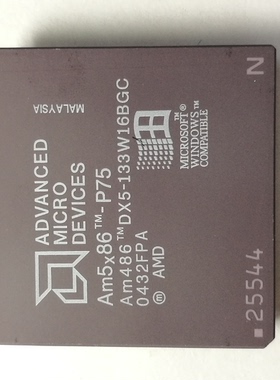 ADVANCED
MICRO
DEVICES
MALAYSIA
Am5x86™-P75
Am486™DX5-133W16BGC
0432FPA
Ⓜ AMD
MICROSOFT®
WINDOWS™
COMPATIBLE
25544
N